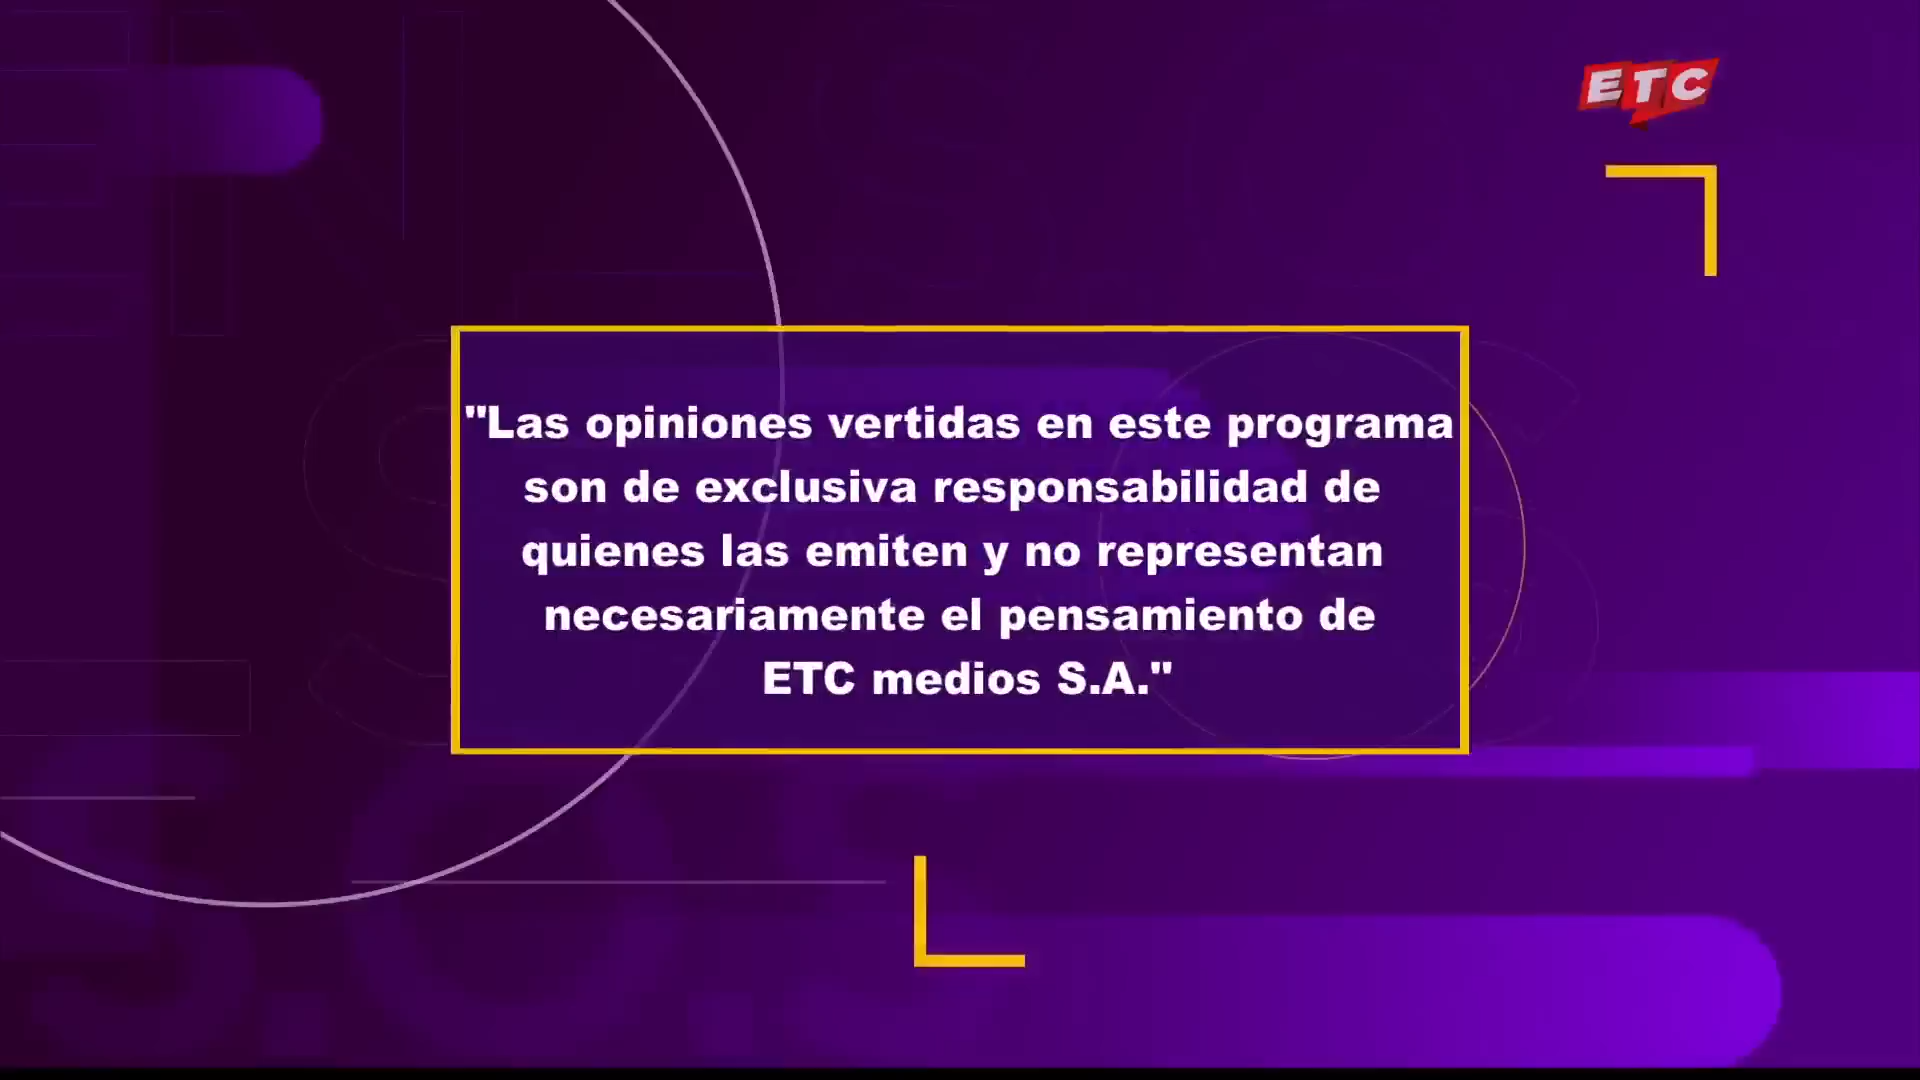 ETC
"Las opiniones vertidas en este programa
son de exclusiva responsabilidad de
quienes las emiten y no representan
necesariamente el pensamiento de
ETC medios S.A."